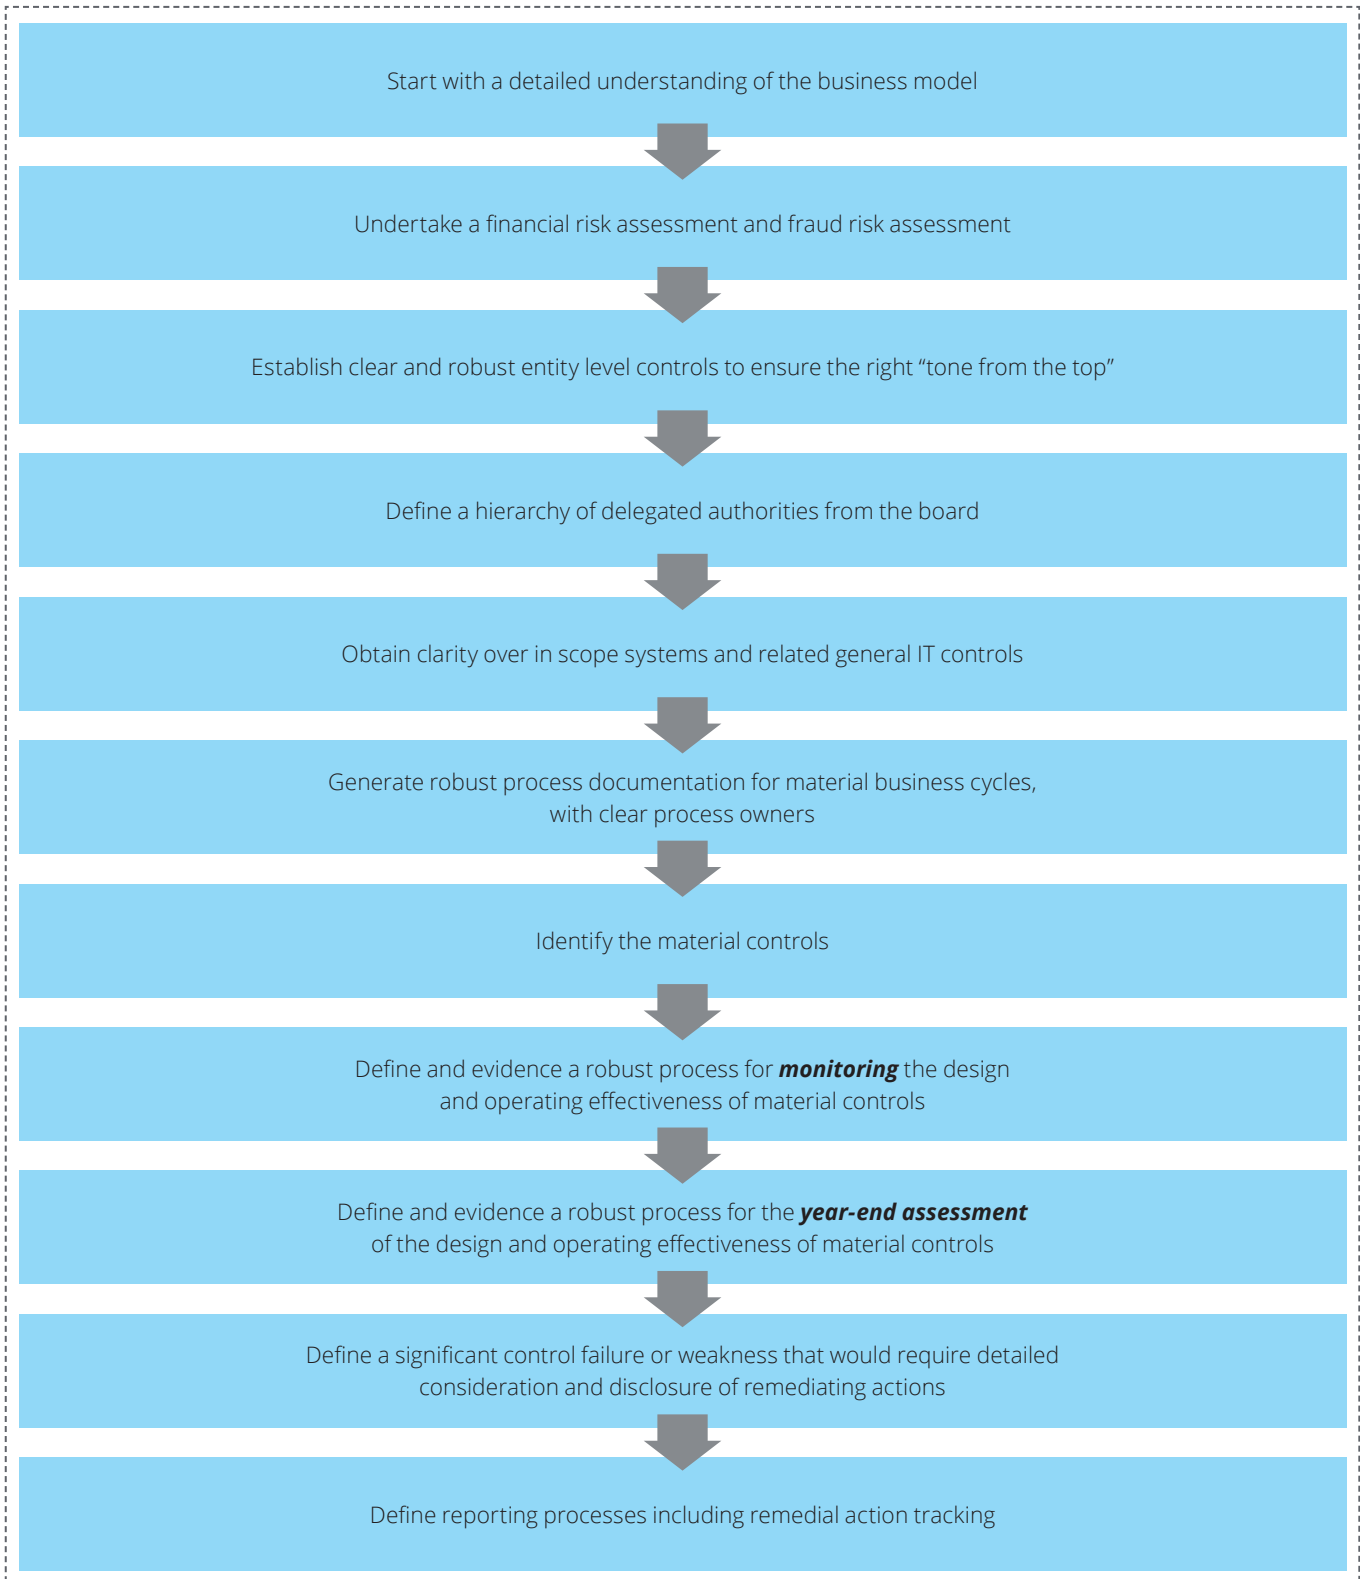 Start with a detailed understanding of the business model
Undertake a financial risk assessment and fraud risk assessment
Establish clear and robust entity level controls to ensure the right “tone from the top”
Define a hierarchy of delegated authorities from the board
Obtain clarity over in scope systems and related general IT controls
Generate robust process documentation for material business cycles,
with clear process owners
Identify the material controls
Define and evidence a robust process for monitoring the design
and operating effectiveness of material controls
Define and evidence a robust process for the year-end assessment
of the design and operating effectiveness of material controls
Define a significant control failure or weakness that would require detailed
consideration and disclosure of remediating actions
Define reporting processes including remedial action tracking